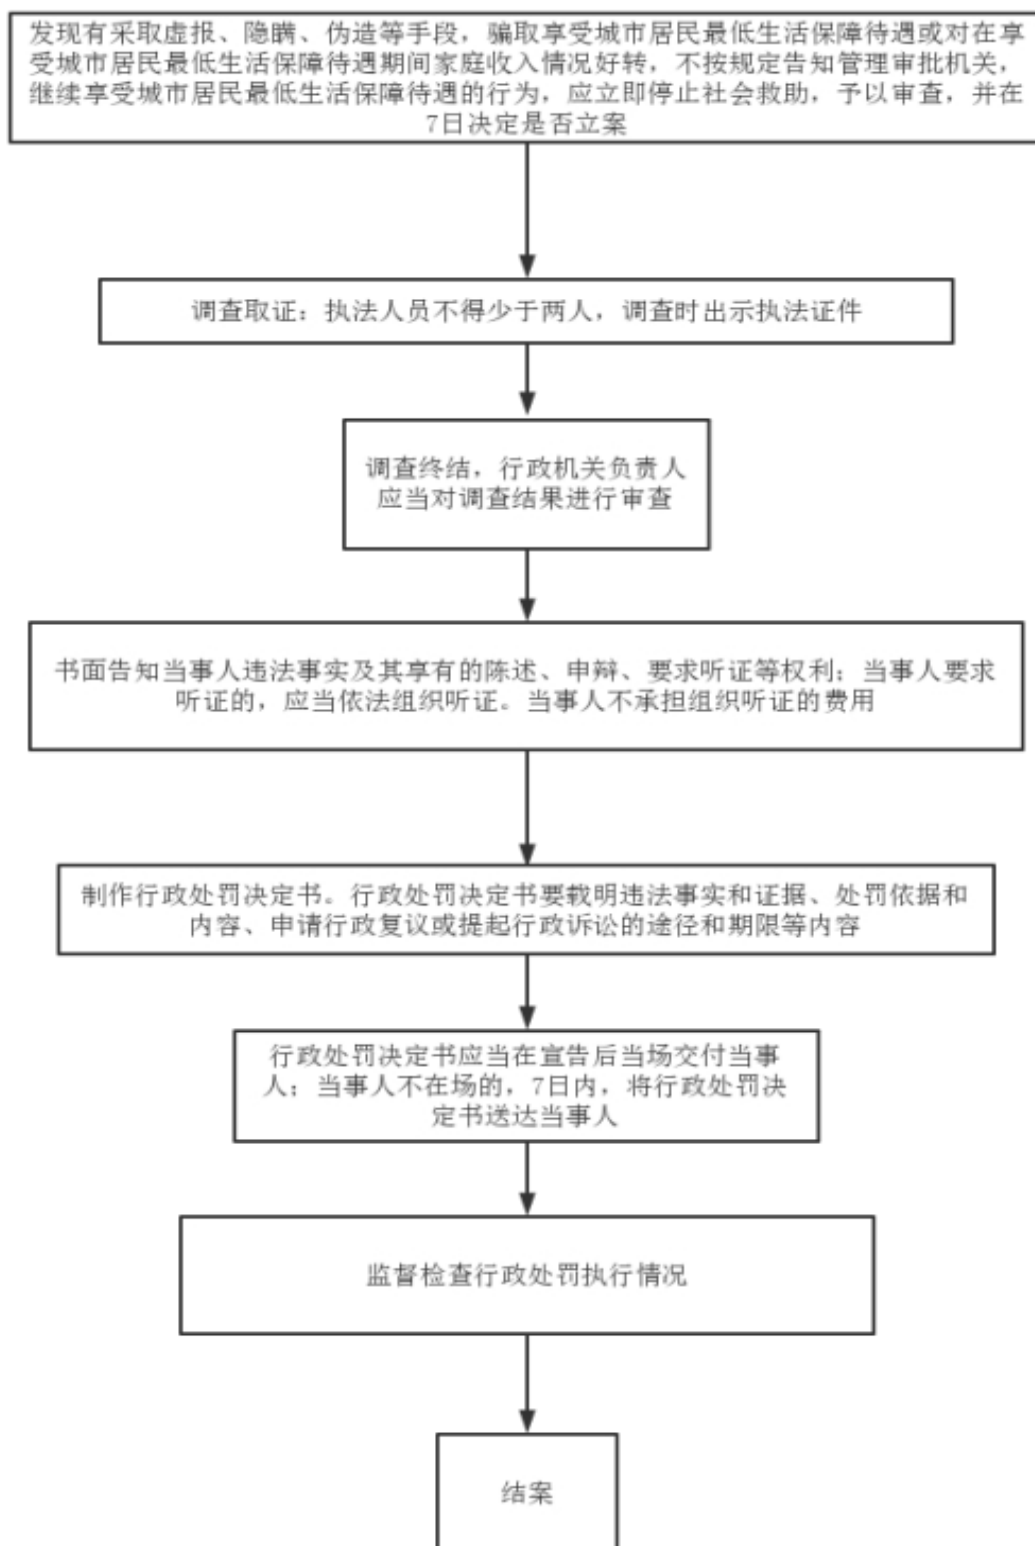 发现有采取虚报、隐瞒、伪造等手段，骗取享受城市居民最低生活保障待遇或对在享
受城市居民最低生活保障待遇期间家庭收入情况好转，不按规定告知管理审批机关，
继续享受城市居民最低生活保障待遇的行为，应立即停止社会救助，予以审查，并在
7日决定是否立案
调查取证：执法人员不得少于两人，调查时出示执法证件
调查终结，行政机关负责人
应当对调查结果进行审查
书面告知当事人违法事实及其享有的陈述、申辩、要求听证等权利；当事人要求
听证的，应当依法组织听证。当事人不承担组织听证的费用
制作行政处罚决定书。行政处罚决定书要载明违法事实和证据、处罚依据和
内容、申请行政复议或提起行政诉讼的途径和期限等内容
行政处罚决定书应当在宣告后当场交付当事
人；当事人不在场的，7日内，将行政处罚决
定书送达当事人
监督检查行政处罚执行情况
结案